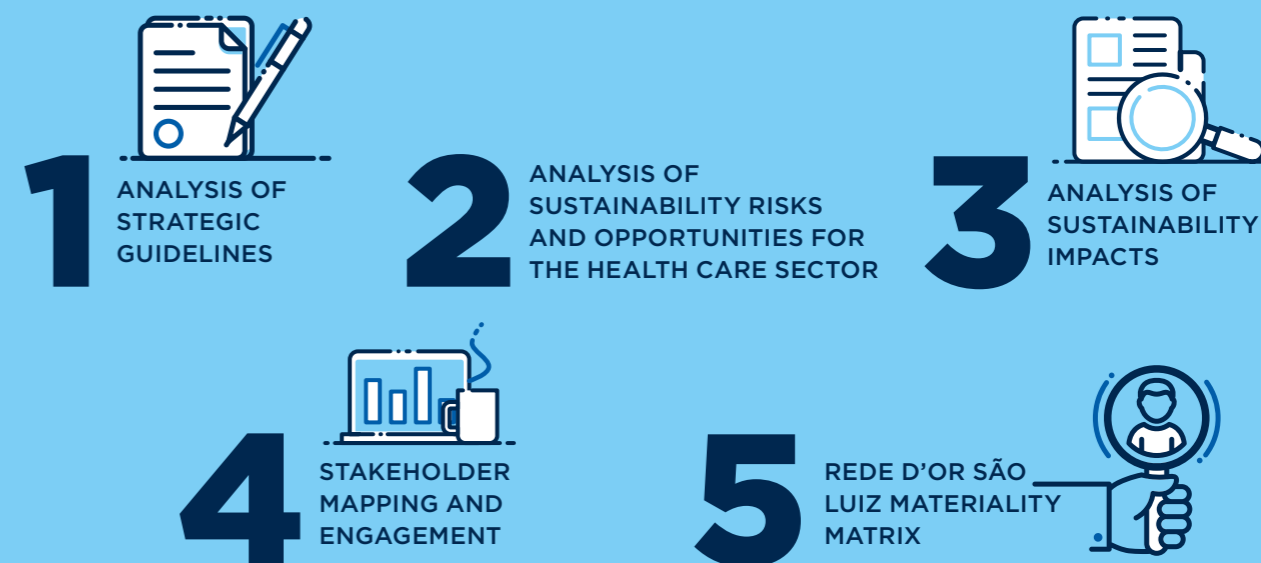 1
ANALYSIS OF
STRATEGIC
GUIDELINES
2
ANALYSIS OF
SUSTAINABILITY RISKS
AND OPPORTUNITIES FOR
THE HEALTH CARE SECTOR
3
ANALYSIS OF
SUSTAINABILITY
IMPACTS
4
STAKEHOLDER
MAPPING AND
ENGAGEMENT
5
REDE D’OR SÃO
LUIZ MATERIALITY
MATRIX